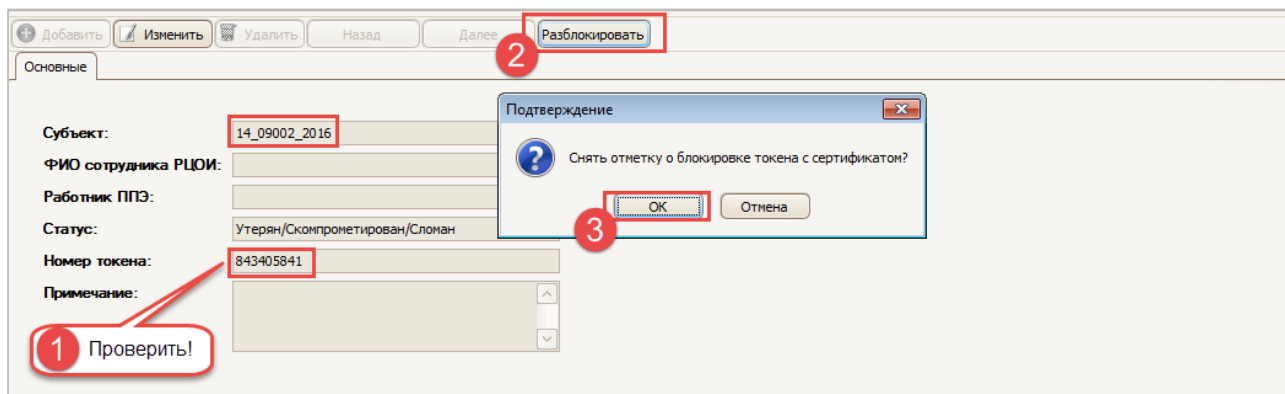 Добавить Изменить Удалить Назад Далее Разблокировать
2
Основные
Подтверждение
Субъект: 14_09002_2016
Снять отметку о блокировке токена с сертификатом?
ФИО сотрудника РЦОИ:
Работник ППЭ:
OK Отмена
3
Статус: Утерян/Скомпрометирован/Сломан
Номер токена: 843405841
Примечание:
1 Проверить!